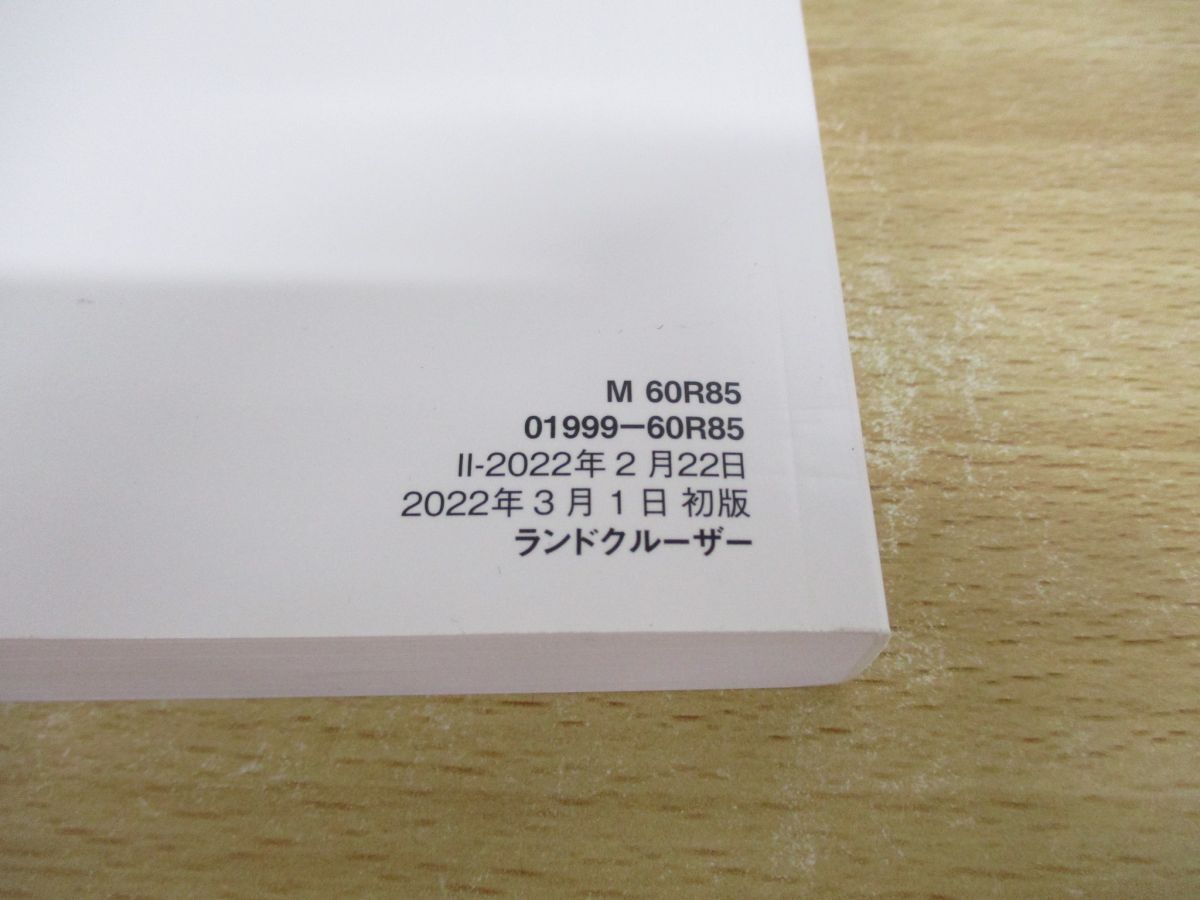 M 60R85
01999-60R85
II-2022年2月22日
2022年3月1日 初版
ランドクルーザー